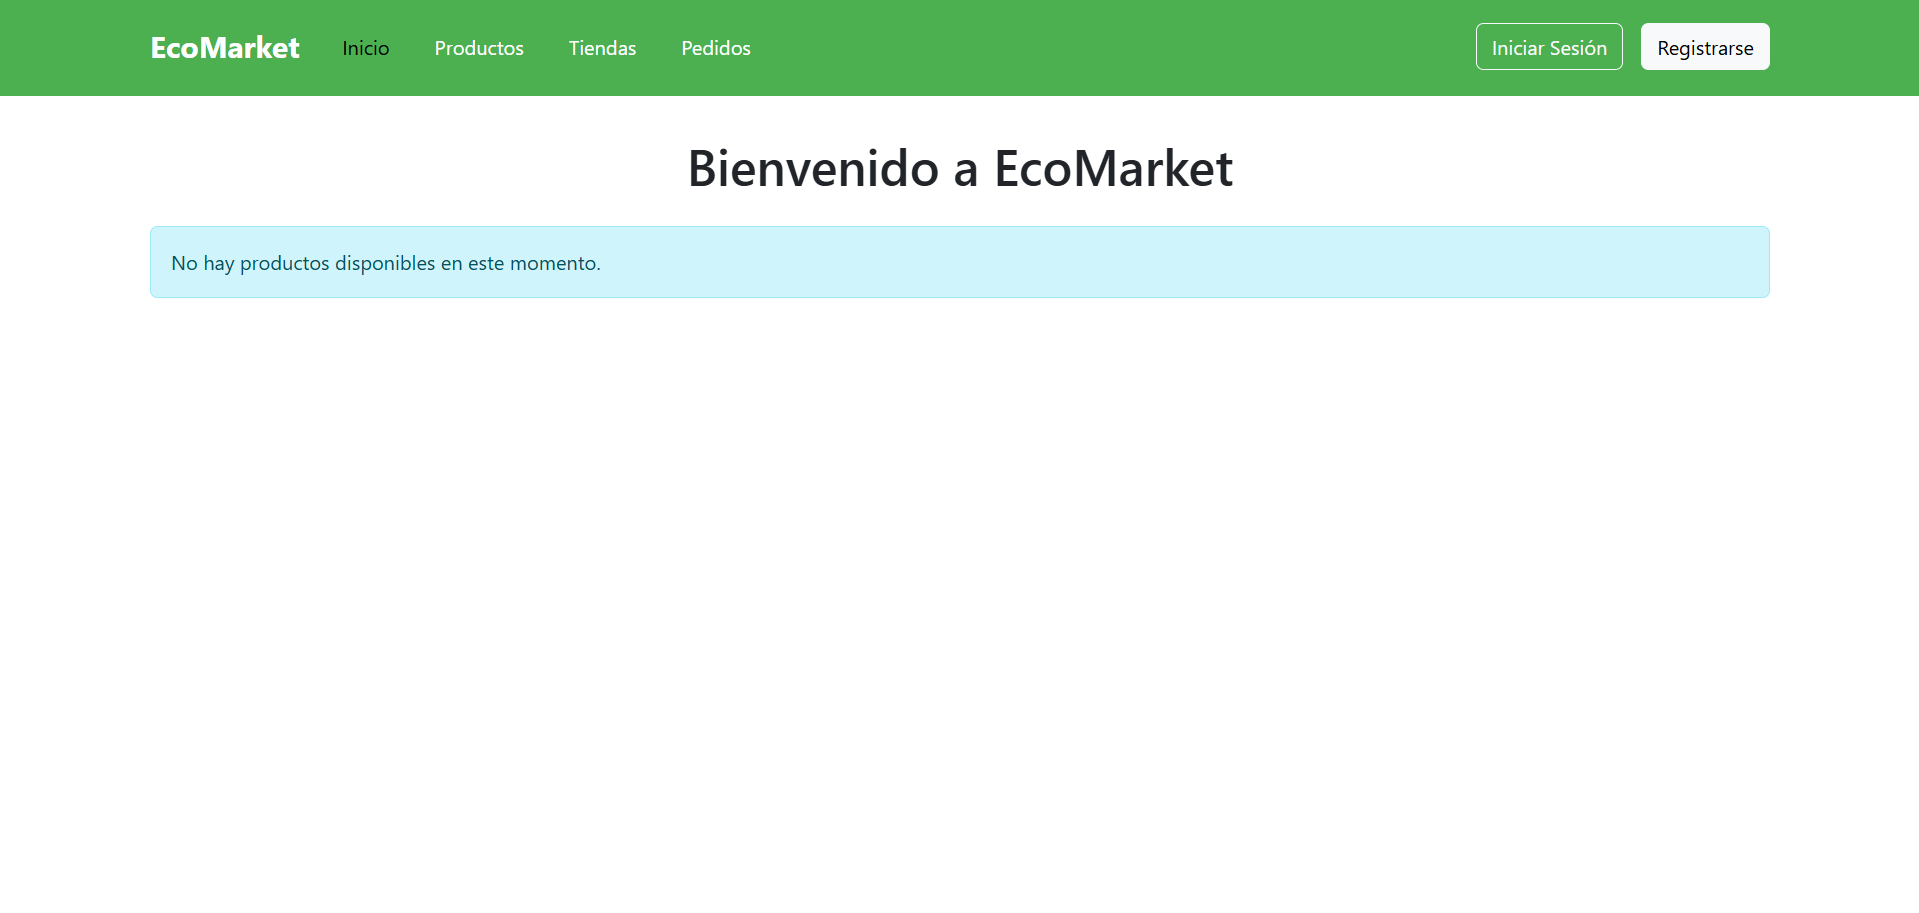 EcoMarket Inicio Productos Tiendas Pedidos Iniciar Sesión Registrarse
Bienvenido a EcoMarket
No hay productos disponibles en este momento.